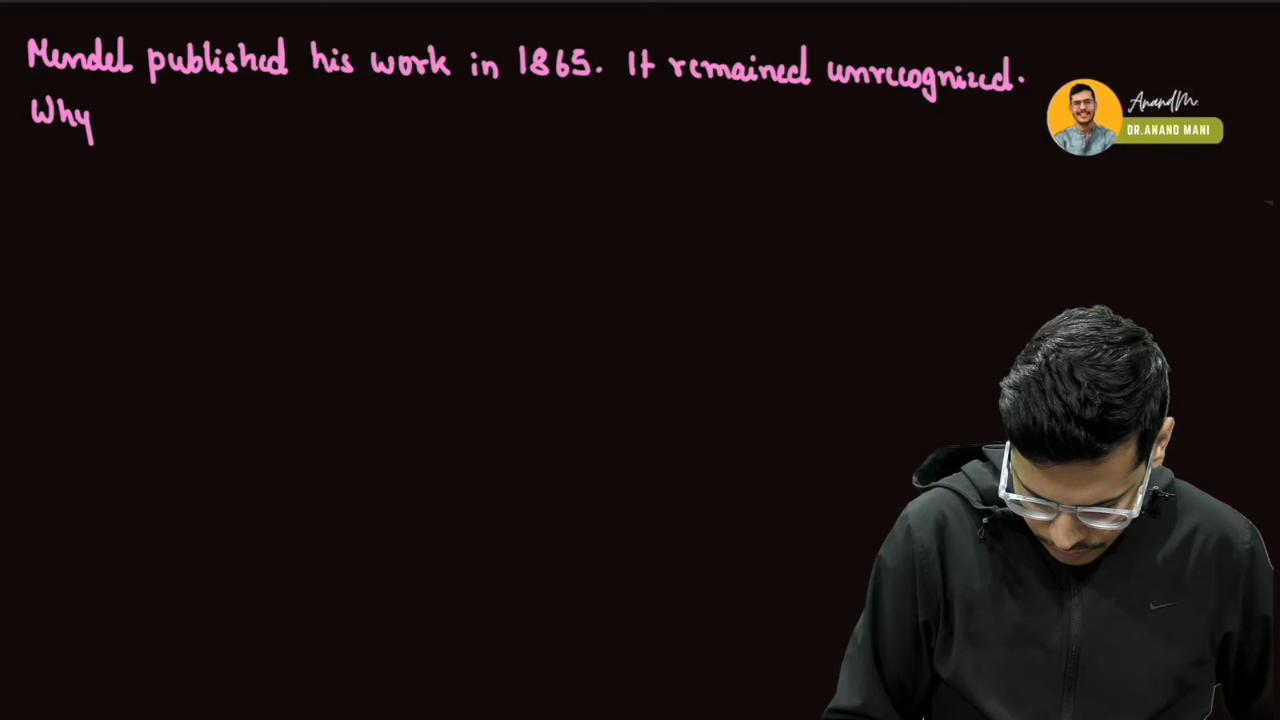 Mendel published his work in 1865. It remained unrecognized.
Why
AnandM.
DR.ANAND MANI